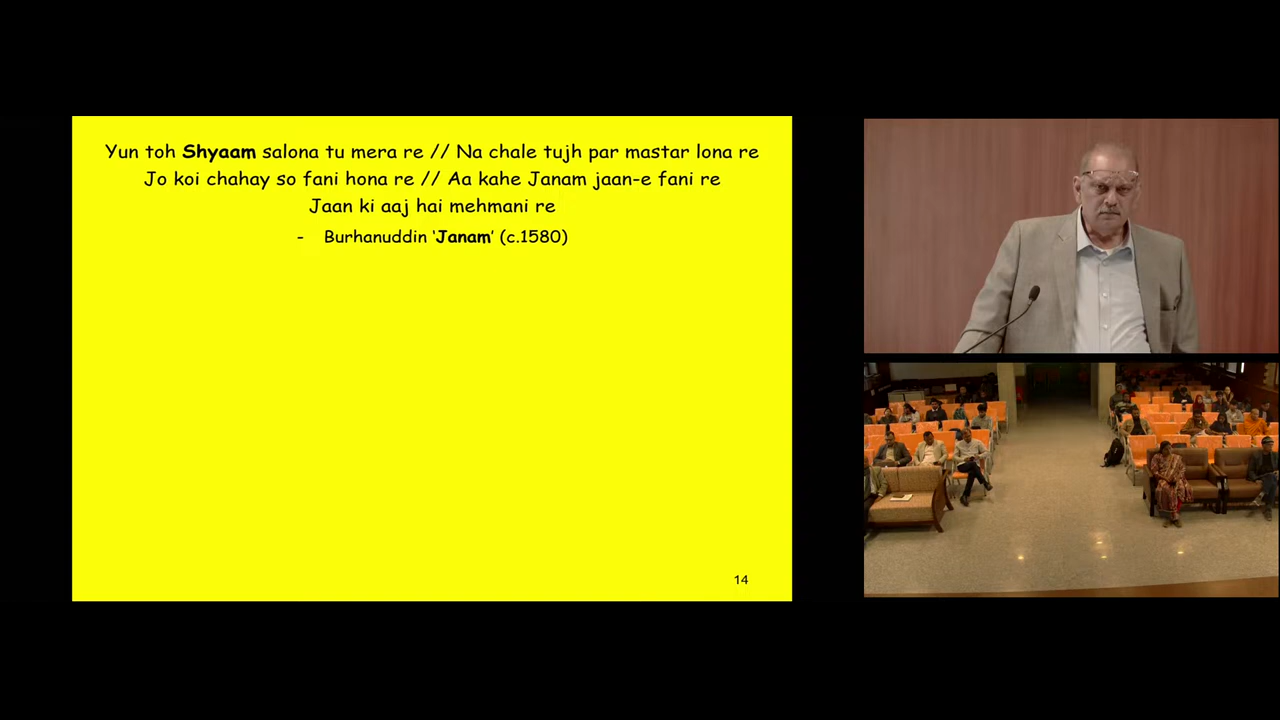 Yun toh Shyaam salona tu mera re // Na chale tujh par mastar lona re
Jo koi chahay so fani hona re // Aa kahe Janam jaan-e fani re
Jaan ki aaj hai mehmani re
- Burhanuddin ‘Janam’ (c.1580)
14